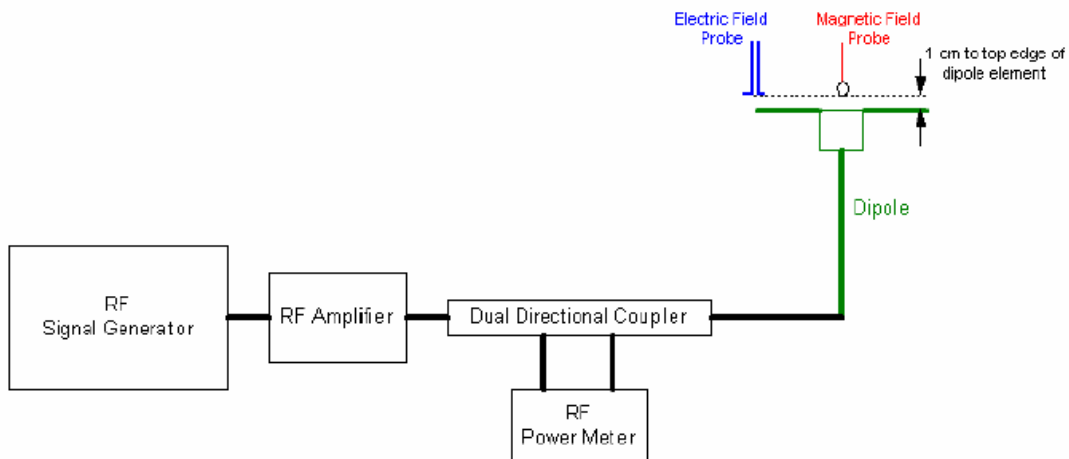 Electric Field
Probe
Magnetic Field
Probe
1 cm to top edge of
dipole element
Dipole
RF
Signal Generator
RF Amplifier
Dual Directional Coupler
RF
Power Meter